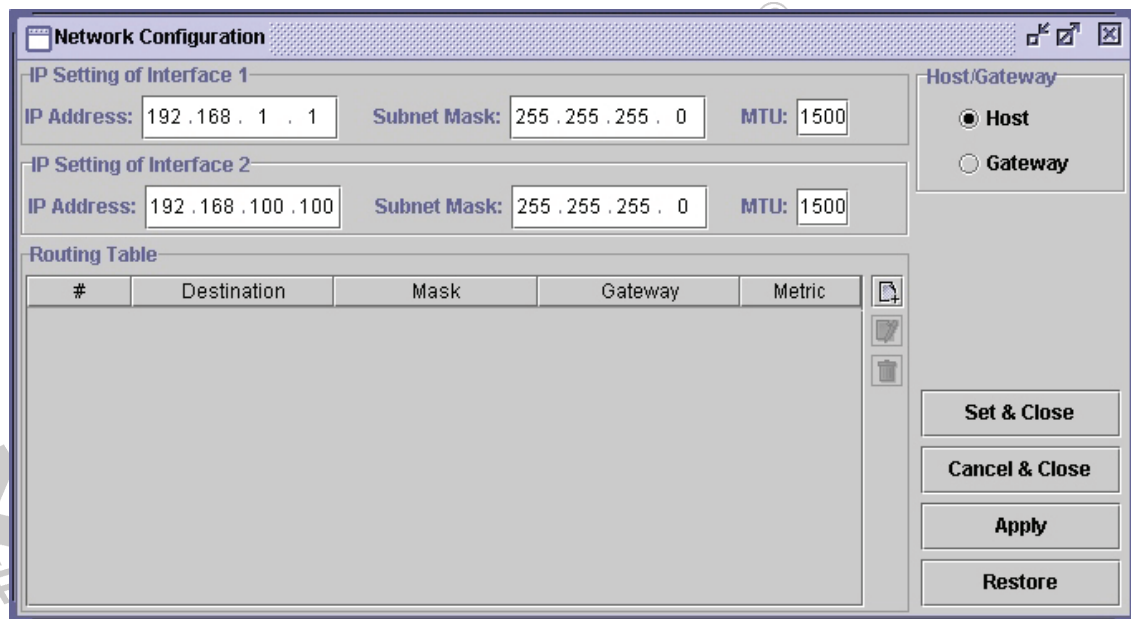 Network Configuration
IP Setting of Interface 1
IP Address: 192 . 168 . 1 . 1 Subnet Mask: 255 . 255 . 255 . 0 MTU: 1500
IP Setting of Interface 2
IP Address: 192 . 168 . 100 . 100 Subnet Mask: 255 . 255 . 255 . 0 MTU: 1500
Routing Table
# Destination Mask Gateway Metric
Host/Gateway
Host
Gateway
Set & Close
Cancel & Close
Apply
Restore